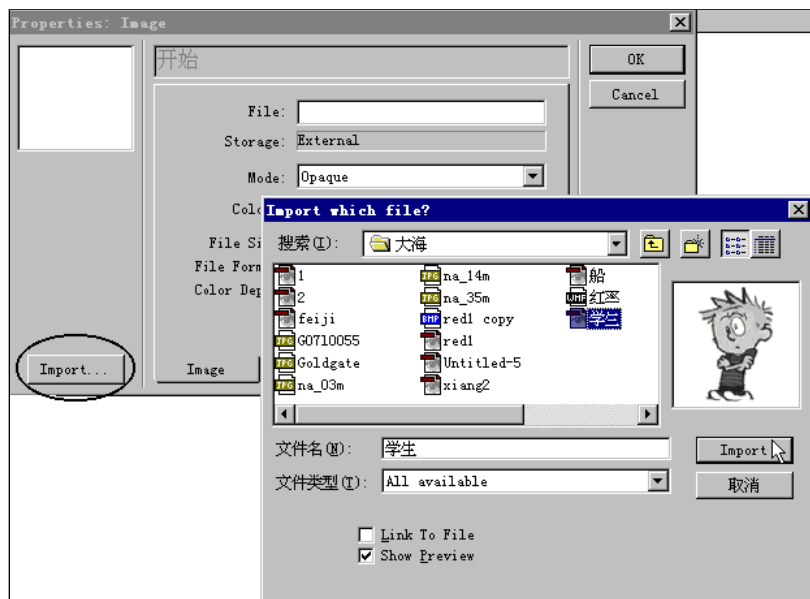 Properties: Image
开始
OK
Cancel
File:
Storage: External
Mode: Opaque
Colo
File Si
File Form
Color Dep
Import...
Image
Import which file?
搜索(I): 大海
1
2
feiji
G0710055
Goldgate
na_03m
na_14m
na_35m
red1 copy
red1
Untitled-5
xiang2
船
学生
文件名(N): 学生
Import
文件类型(T): All available
取消
Link To File
Show Preview